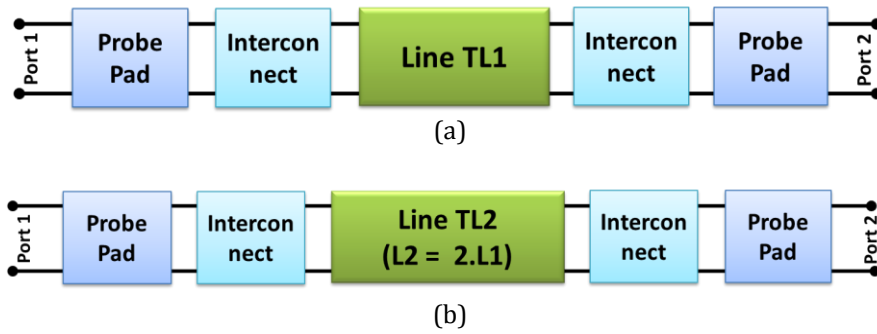 Port 1
Probe
Pad
Intercon
nect
Line TL1
Intercon
nect
Probe
Pad
Port 2
(a)
Port 1
Probe
Pad
Intercon
nect
Line TL2
(L2 = 2.L1)
Intercon
nect
Probe
Pad
Port 2
(b)